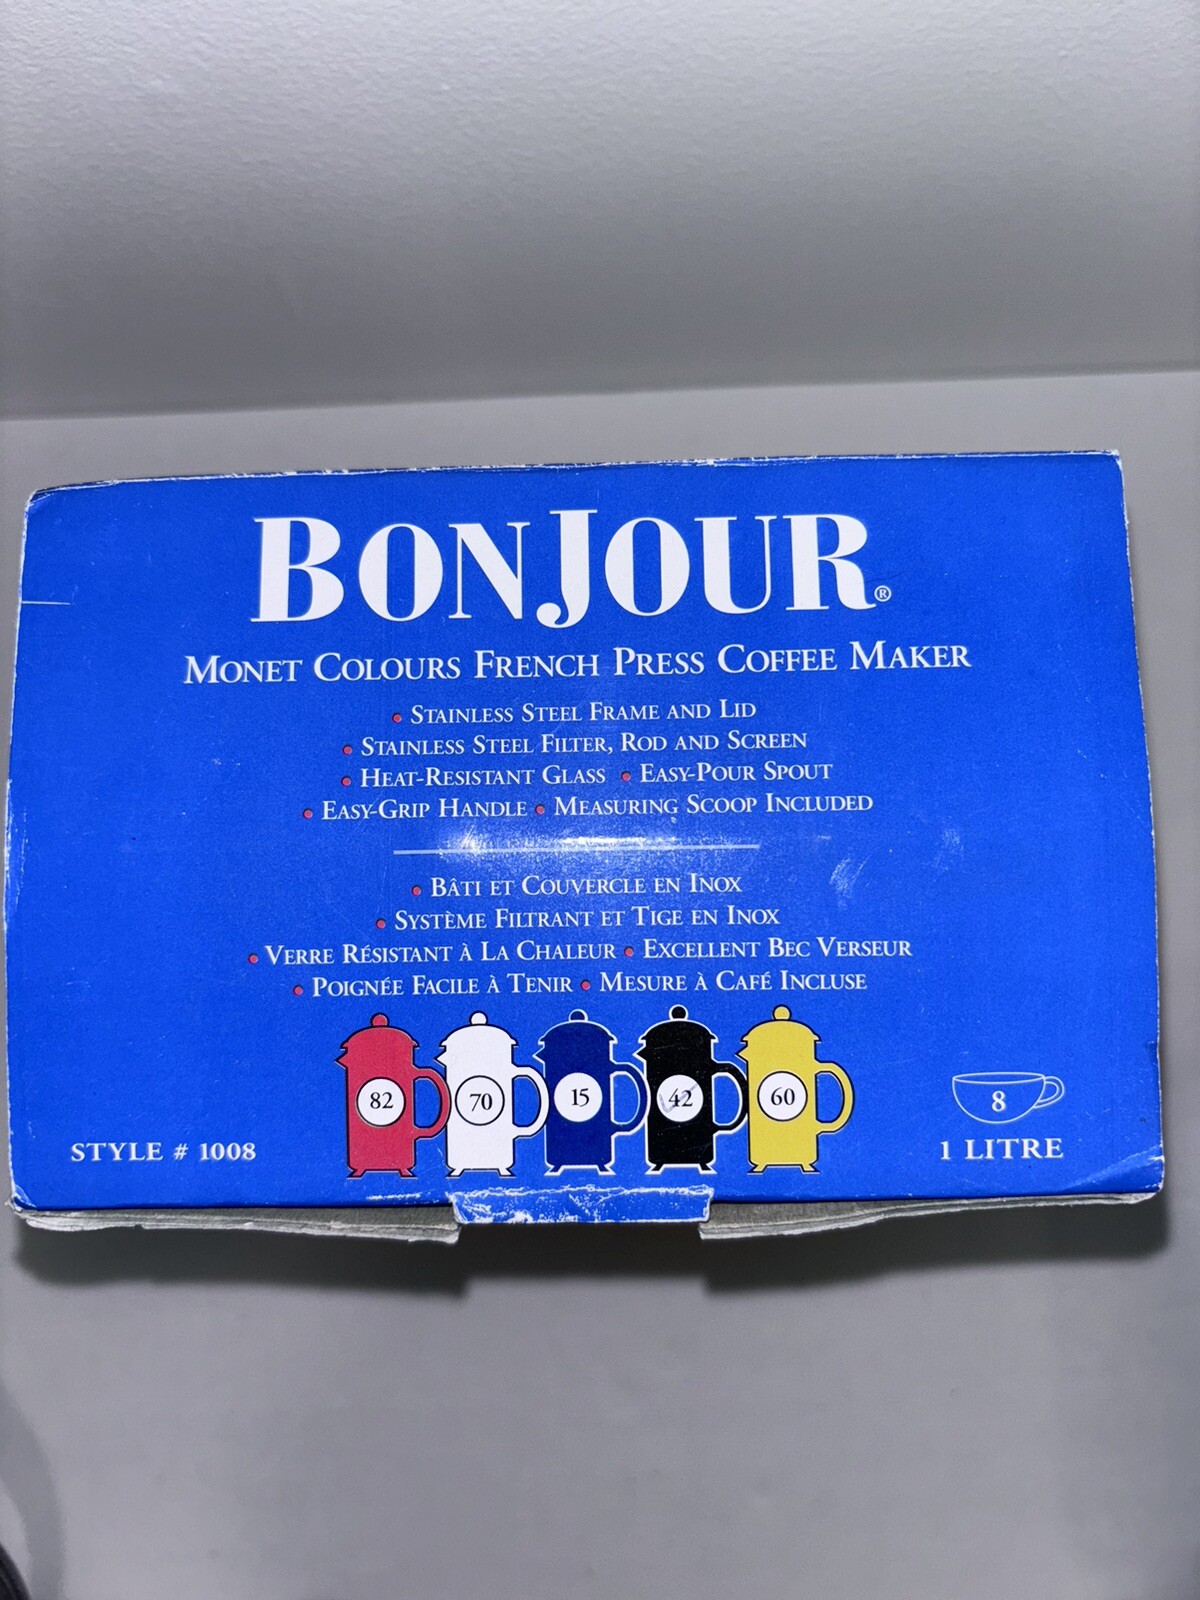 BONJOUR®
MONET COLOURS FRENCH PRESS COFFEE MAKER
• STAINLESS STEEL FRAME AND LID
• STAINLESS STEEL FILTER, ROD AND SCREEN
• HEAT-RESISTANT GLASS • EASY-POUR SPOUT
• EASY-GRIP HANDLE • MEASURING SCOOP INCLUDED
• BÂTI ET COUVERCLE EN INOX
• SYSTÈME FILTRANT ET TIGE EN INOX
• VERRE RÉSISTANT À LA CHALEUR • EXCELLENT BEC VERSEUR
• POIGNÉE FACILE À TENIR • MESURE À CAFÉ INCLUSE
82 70 15 42 60 8
STYLE # 1008 1 LITRE